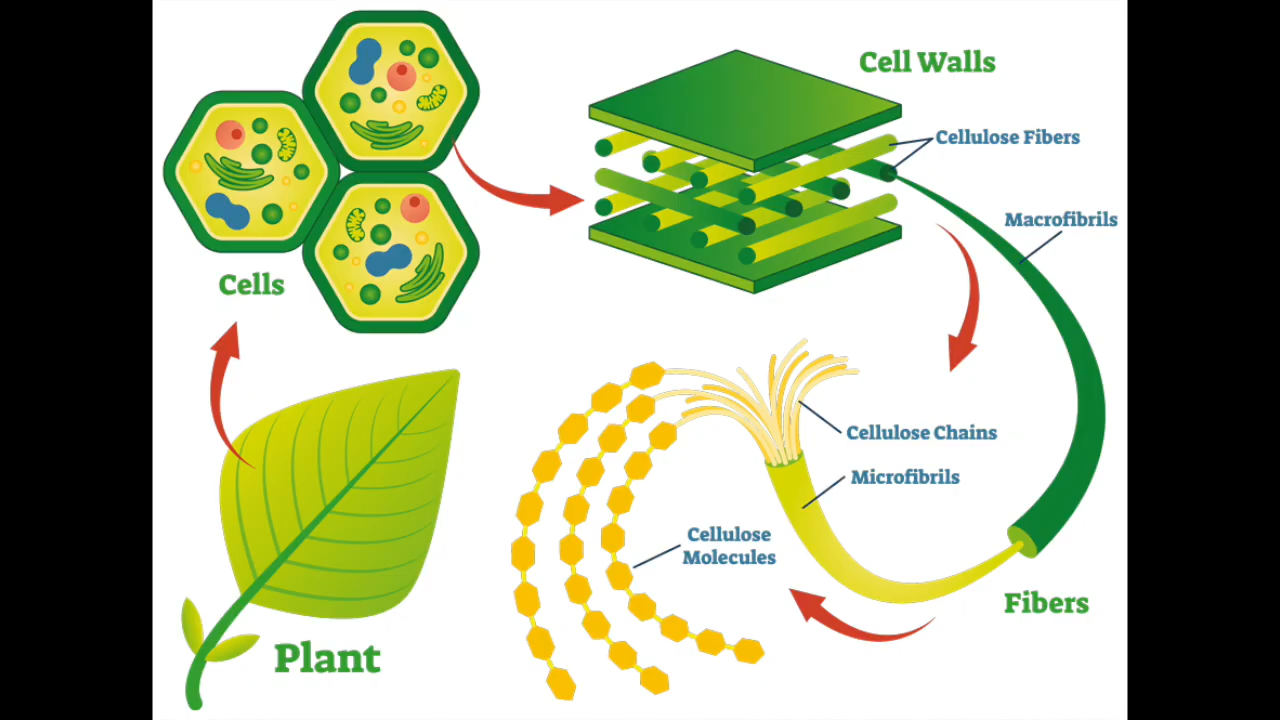 Cell Walls
Cellulose Fibers
Macrofibrils
Cells
Cellulose Chains
Microfibrils
Cellulose
Molecules
Fibers
Plant